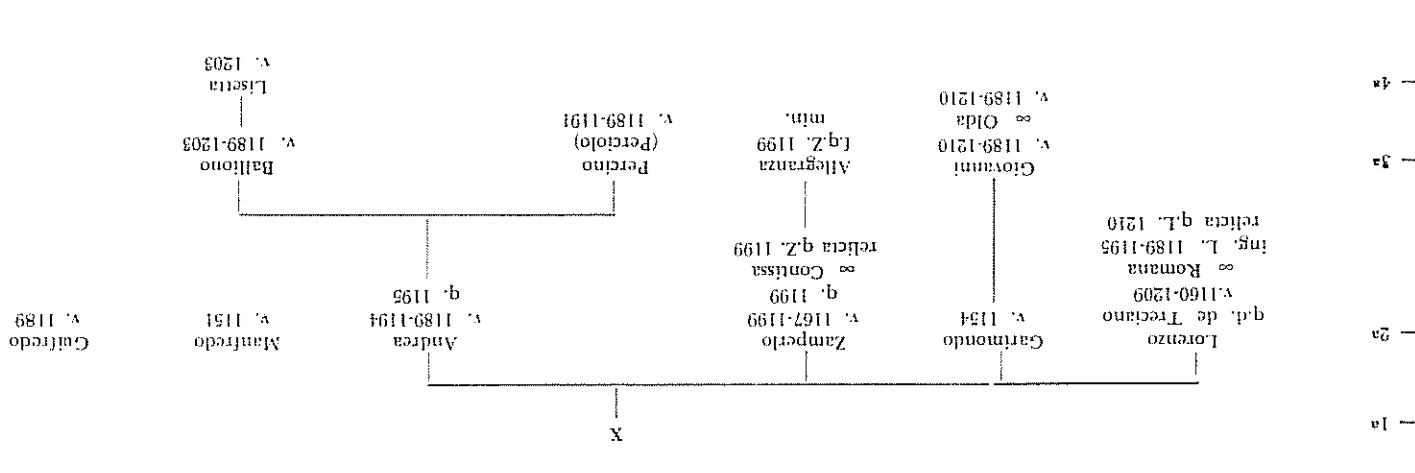 — 1ª
X
— 2ª
Lorenzo
q.d. de Treciano
v.1160-1209
∞ Romana
ing. L. 1189-1195
relicta q.L. 1210
Garimondo
v. 1154
Zamperlo
v. 1167-1199
q. 1199
∞ Contissa
relicta q.Z. 1199
Andrea
v. 1189-1194
q. 1195
Manfredo
v. 1151
Guifredo
v. 1189
— 3ª
Giovanni
v. 1189-1210
∞ Olda
v. 1189-1210
Allegranza
f.q.Z. 1199
min.
Percino
(Perciolo)
v. 1189-1191
Balliono
v. 1189-1203
— 4ª
Lisetta
v. 1203